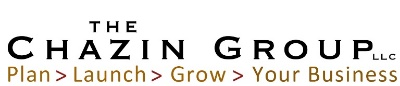 THE
CHAZIN GROUP LLC
Plan > Launch > Grow > Your Business